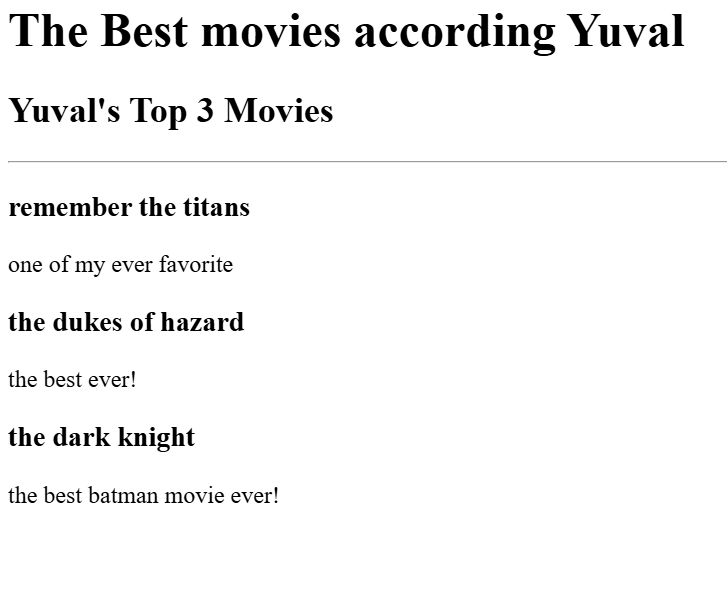 The Best movies according Yuval
Yuval's Top 3 Movies
remember the titans
one of my ever favorite
the dukes of hazard
the best ever!
the dark knight
the best batman movie ever!